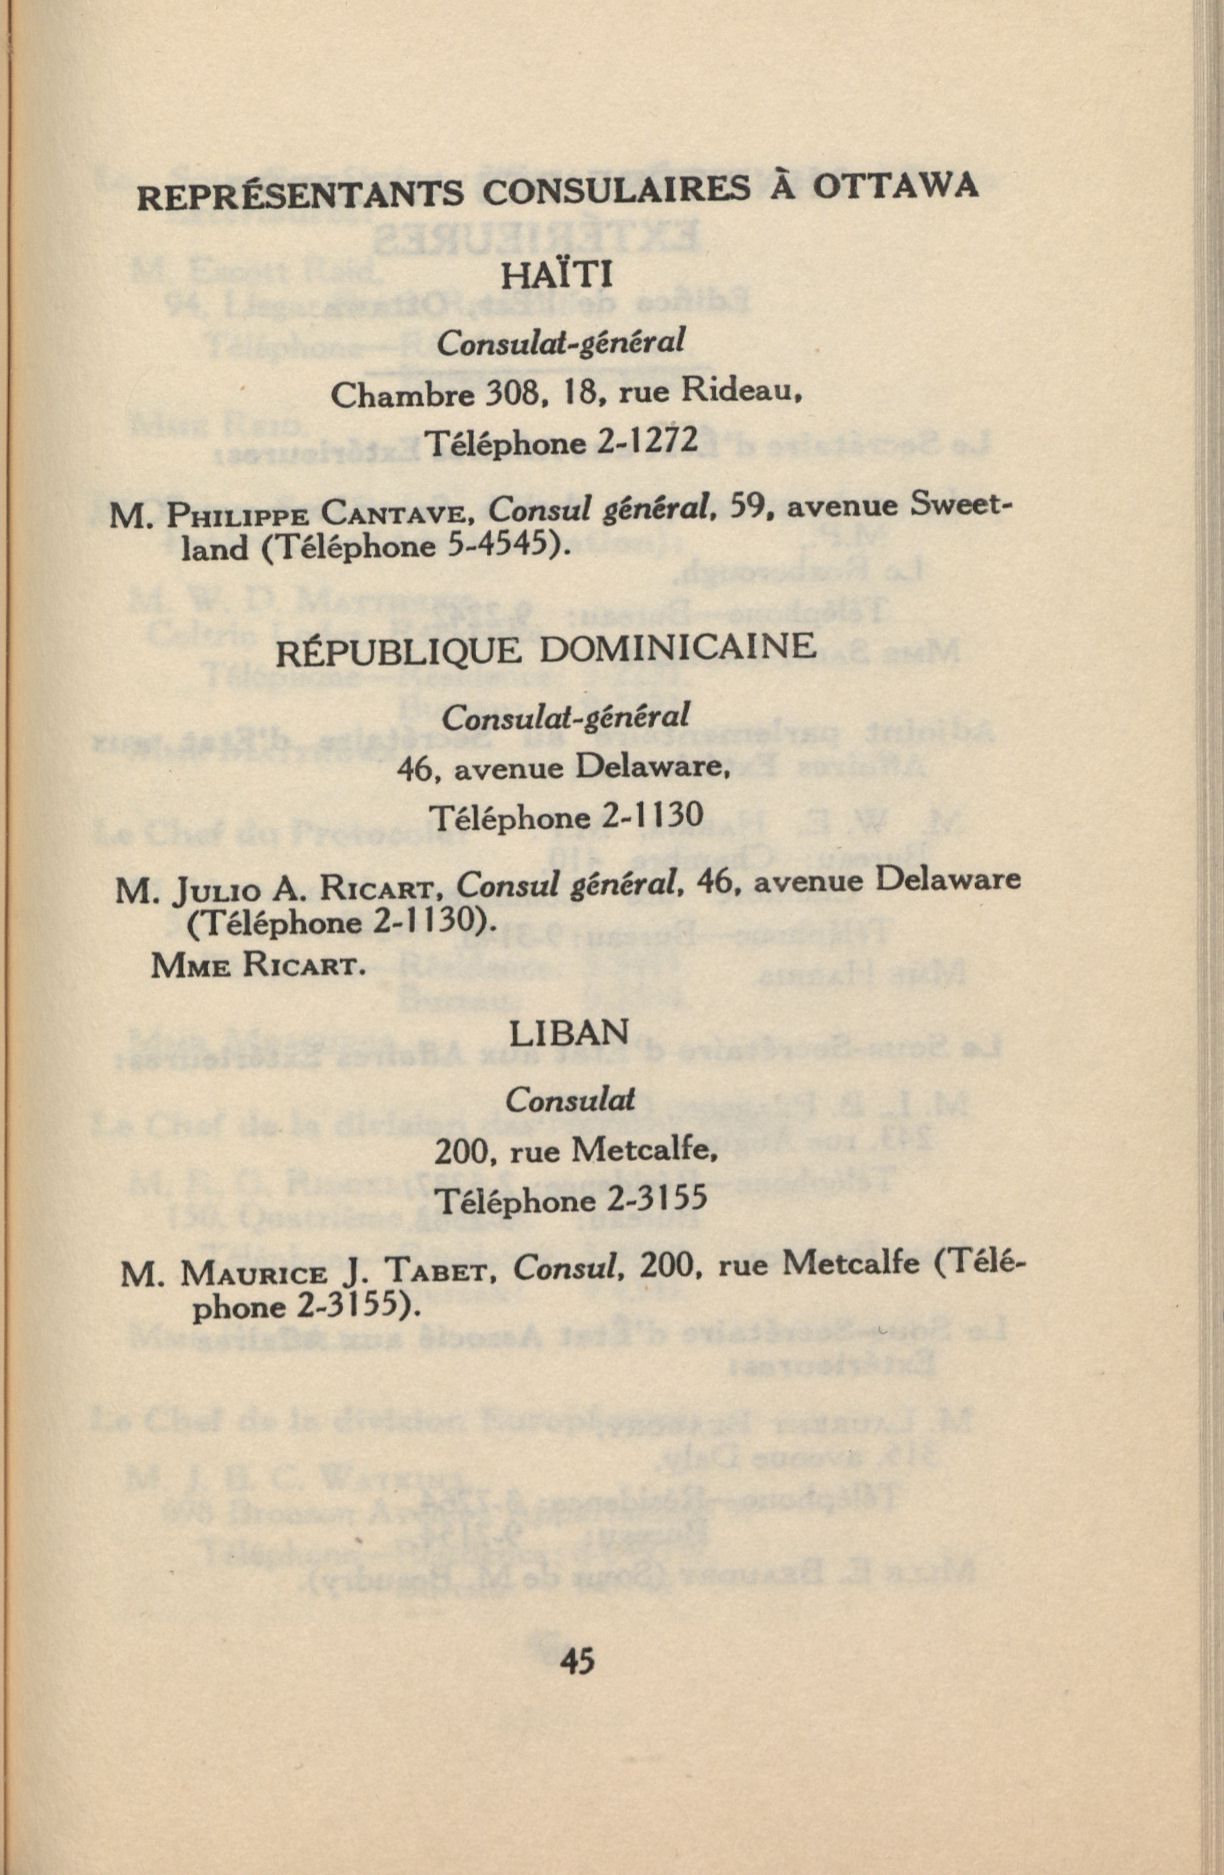 REPRÉSENTANTS CONSULAIRES À OTTAWA
HAÏTI
Consulat-général
Chambre 308, 18, rue Rideau,
Téléphone 2-1272
M. PHILIPPE CANTAVE, Consul général, 59, avenue Sweet-
land (Téléphone 5-4545).
RÉPUBLIQUE DOMINICAINE
Consulat-général
46, avenue Delaware,
Téléphone 2-1130
M. JULIO A. RICART, Consul général, 46, avenue Delaware
(Téléphone 2-1130).
MME RICART.
LIBAN
Consulat
200, rue Metcalfe,
Téléphone 2-3155
M. MAURICE J. TABET, Consul, 200, rue Metcalfe (Télé-
phone 2-3155).
45